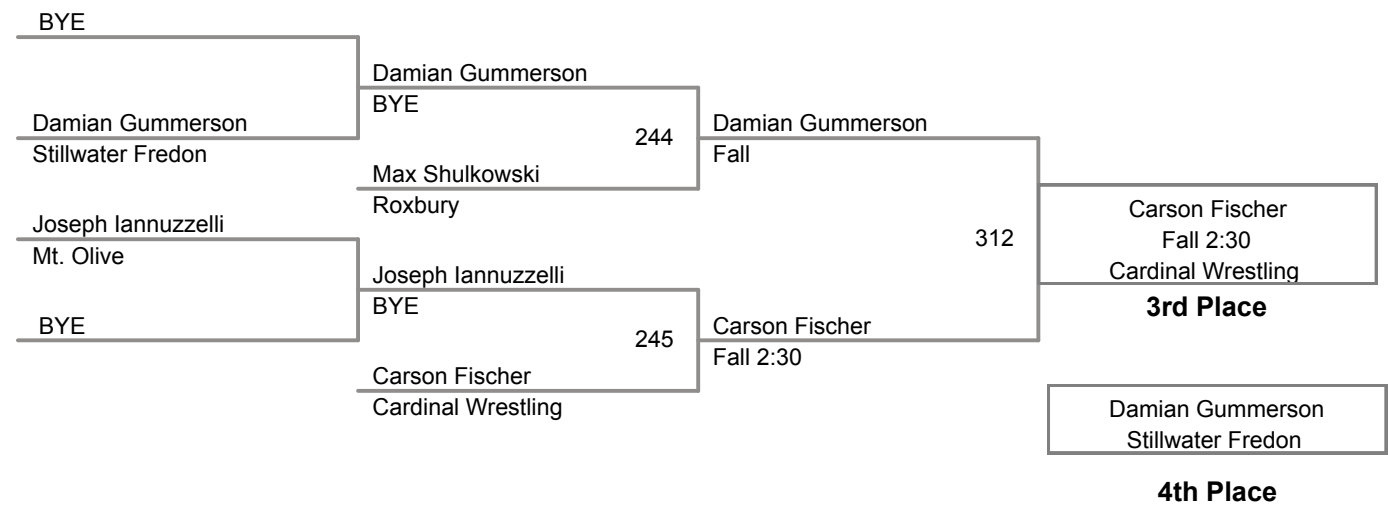 BYE
Damian Gummerson
BYE
Damian Gummerson
Stillwater Fredon
244
Damian Gummerson
Fall
Max Shulkowski
Roxbury
Joseph Iannuzzelli
Mt. Olive
312
Carson Fischer
Fall 2:30
Cardinal Wrestling
3rd Place
Joseph Iannuzzelli
BYE
BYE
245
Carson Fischer
Fall 2:30
Carson Fischer
Cardinal Wrestling
Damian Gummerson
Stillwater Fredon
4th Place